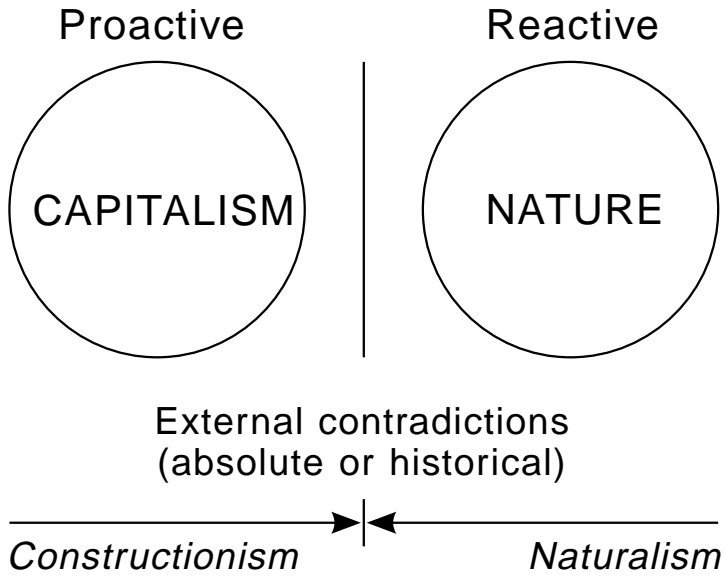 Proactive
Reactive
CAPITALISM
NATURE
External contradictions
(absolute or historical)
Constructionism
Naturalism